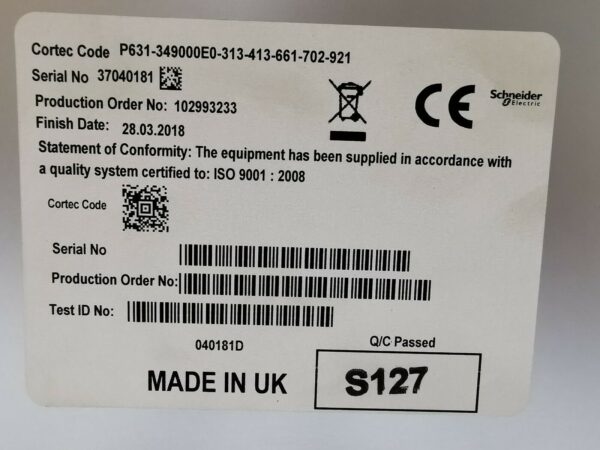 Cortec Code P631-349000E0-313-413-661-702-921
Serial No 37040181
Production Order No: 102993233
Finish Date: 28.03.2018
CE
Schneider
Electric
Statement of Conformity: The equipment has been supplied in accordance with
a quality system certified to: ISO 9001 : 2008
Cortec Code
Serial No
Production Order No:
Test ID No:
040181D
Q/C Passed
MADE IN UK
S127